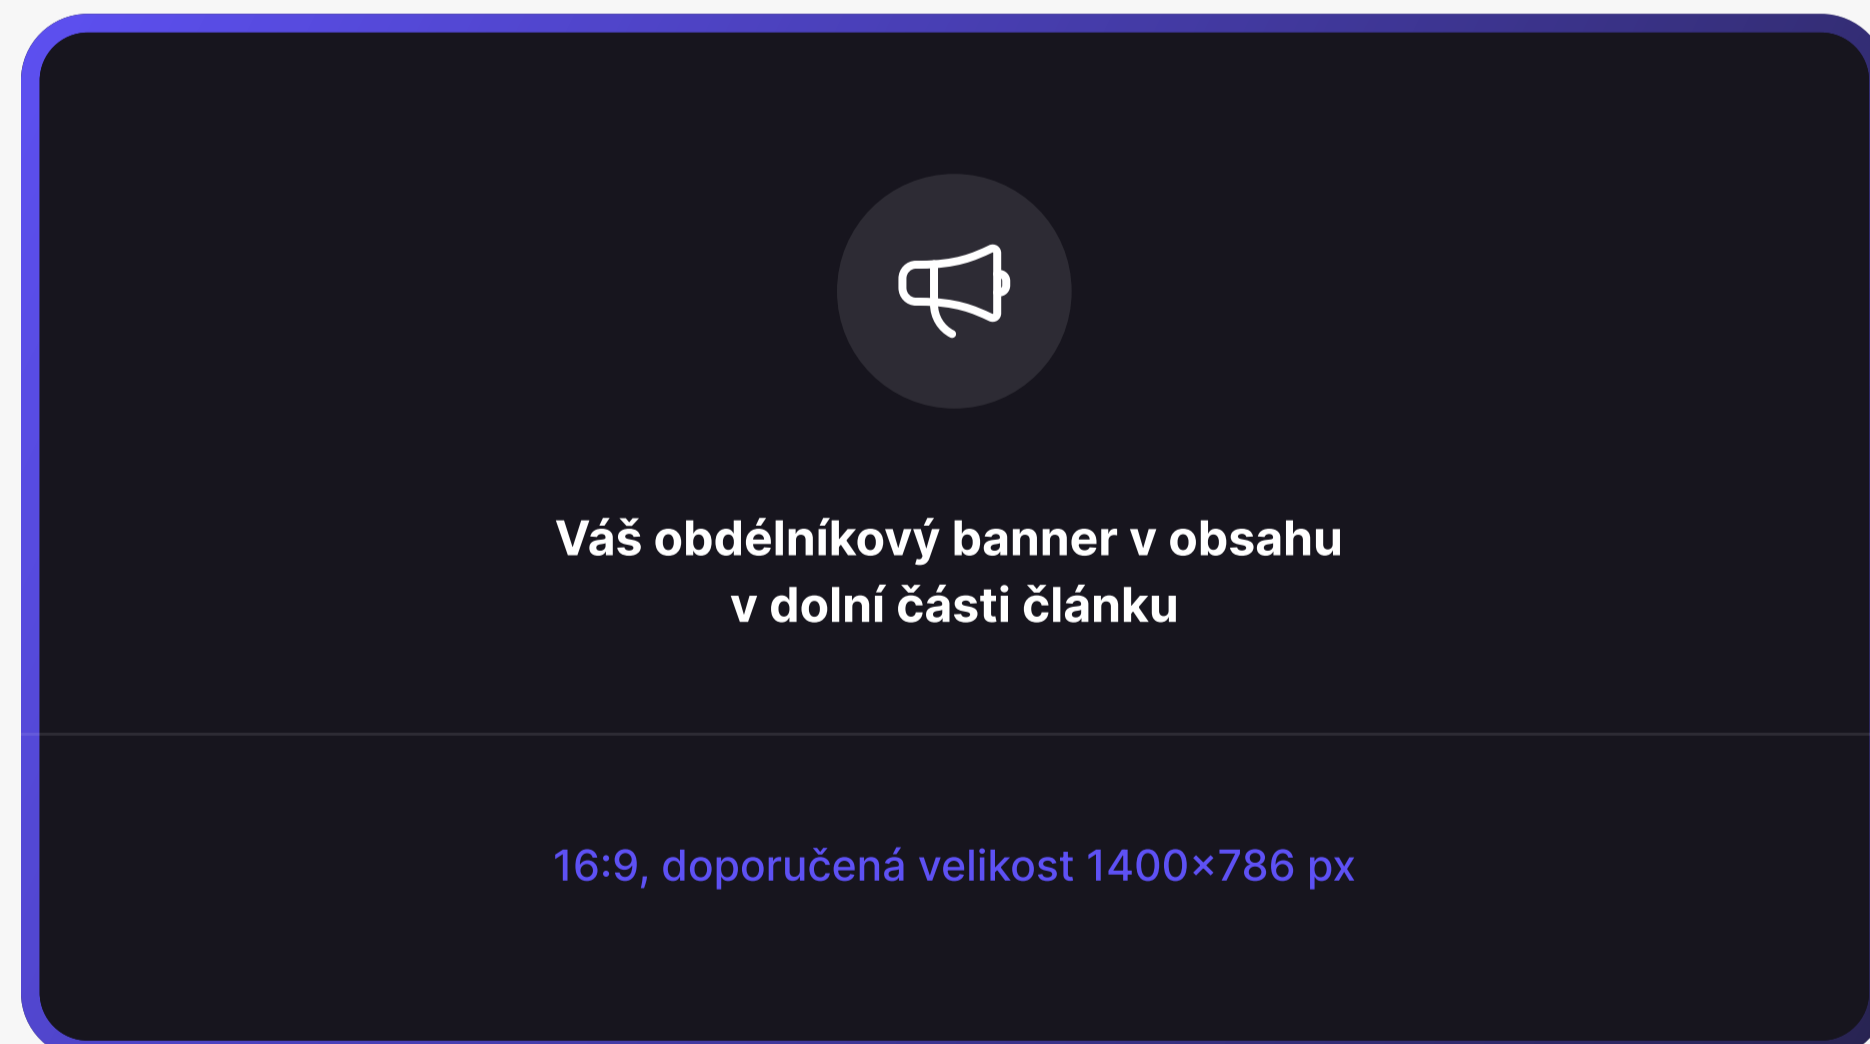 Váš obdélníkový banner v obsahu
v dolní části článku
16:9, doporučená velikost 1400×786 px